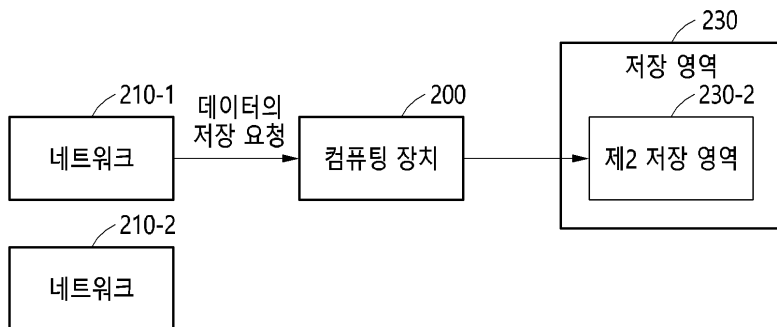 230
저장 영역
210-1
데이터의
저장 요청
200
230-2
네트워크
컴퓨팅 장치
제2 저장 영역
210-2
네트워크